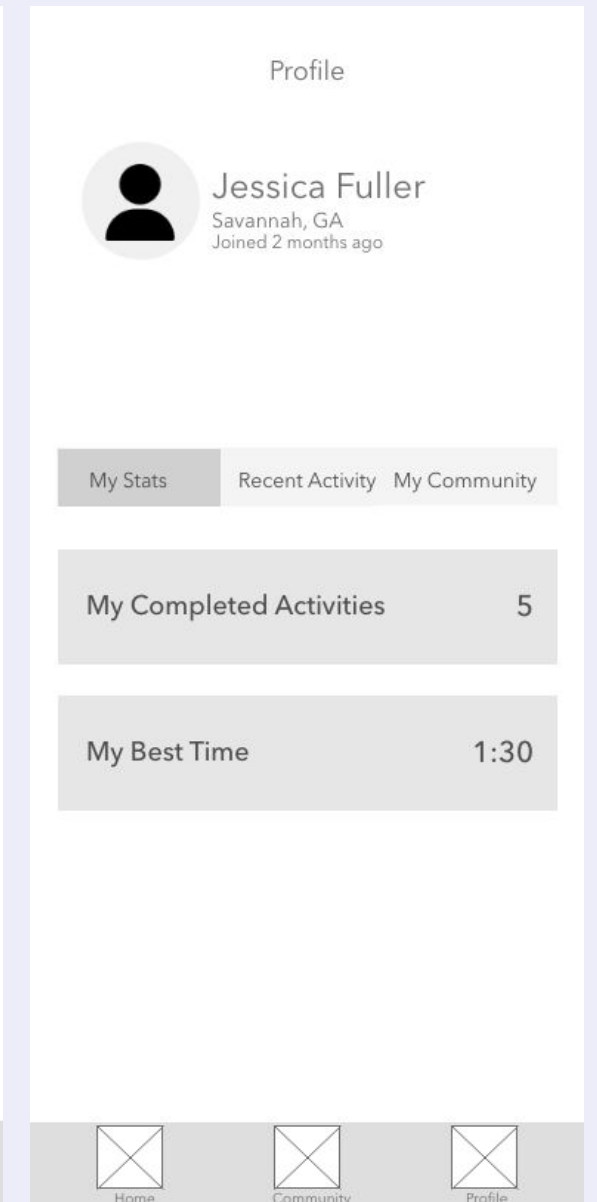 Profile
Jessica Fuller
Savannah, GA
Joined 2 months ago
My Stats Recent Activity My Community
My Completed Activities 5
My Best Time 1:30
Home Community Profile